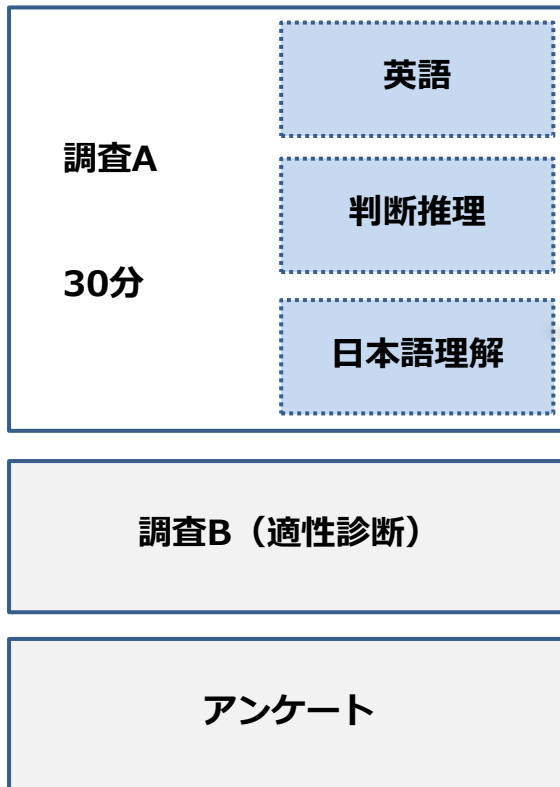 調査A
30分
英語
判断推理
日本語理解
調査B（適性診断）
アンケート